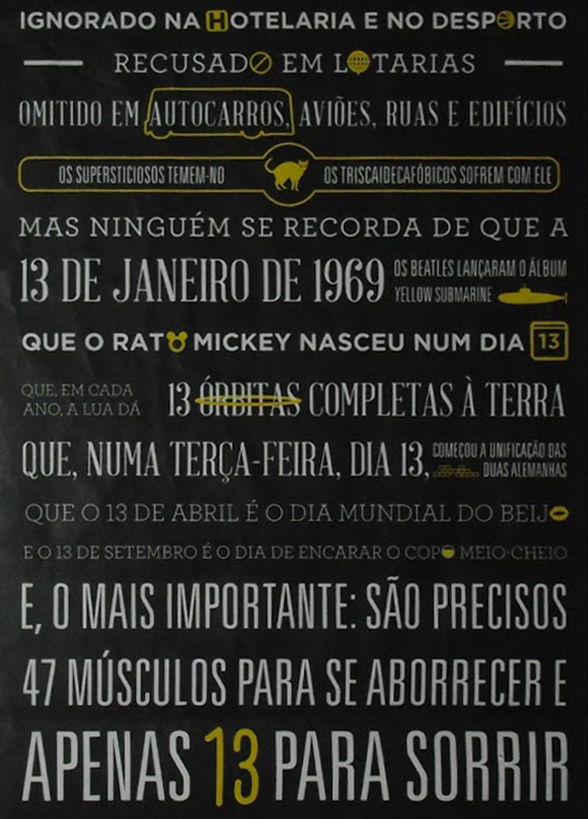 IGNORADO NA HOTELARIA E NO DESPORTO
RECUSADO EM LOTARIAS
OMITIDO EM AUTOCARROS, AVIÕES, RUAS E EDIFÍCIOS
OS SUPERSTICIOSOS TEMEM-NO OS TRISCAIDECAFÓBICOS SOFREM COM ELE
MAS NINGUÉM SE RECORDA DE QUE A
13 DE JANEIRO DE 1969 OS BEATLES LANÇARAM O ÁLBUM
YELLOW SUBMARINE
QUE O RATO MICKEY NASCEU NUM DIA 13
QUE, EM CADA
ANO, A LUA DÁ
13 ÓRBITAS COMPLETAS À TERRA
QUE, NUMA TERÇA-FEIRA, DIA 13, COMEÇOU A UNIFICAÇÃO DAS
DUAS ALEMANHAS
QUE O 13 DE ABRIL É O DIA MUNDIAL DO BEIJO
E O 13 DE SETEMBRO É O DIA DE ENCARAR O COPO MEIO-CHEIO
E, O MAIS IMPORTANTE: SÃO PRECISOS
47 MÚSCULOS PARA SE ABORRECER E
APENAS 13 PARA SORRIR